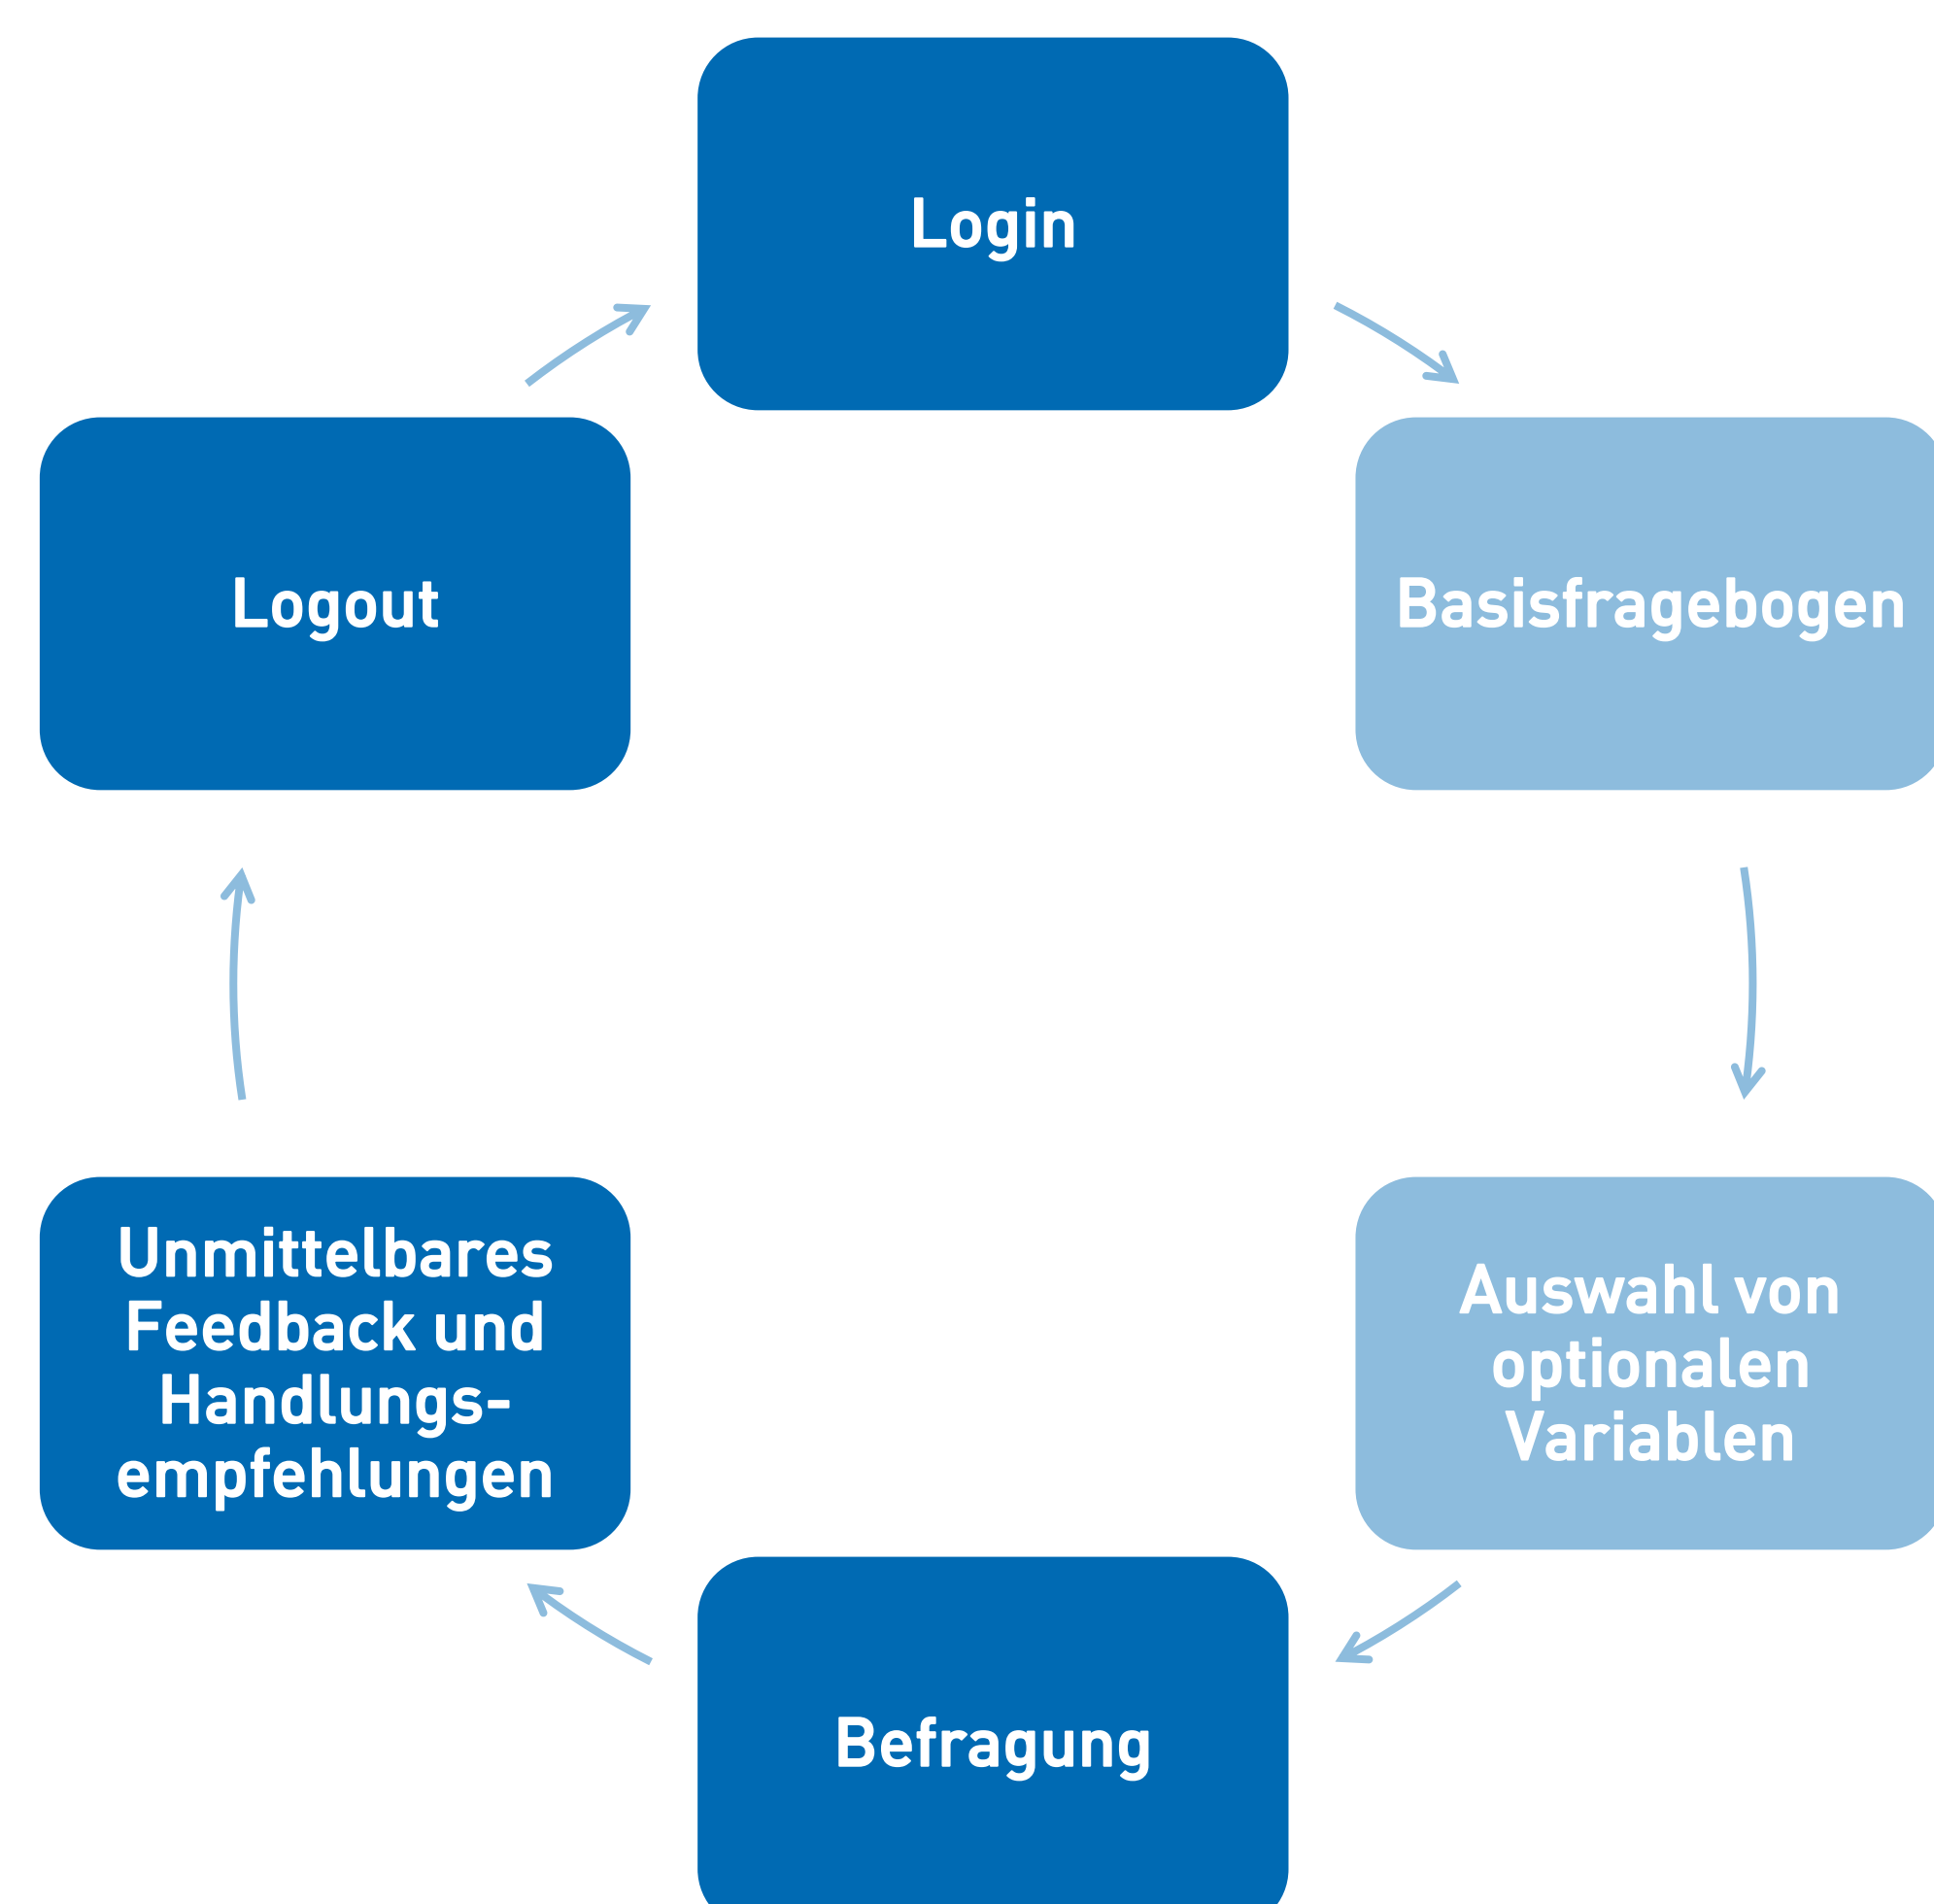 Login
Logout
Basisfragebogen
Unmittelbares
Feedback und
Handlungs-
empfehlungen
Auswahl von
optionalen
Variablen
Befragung